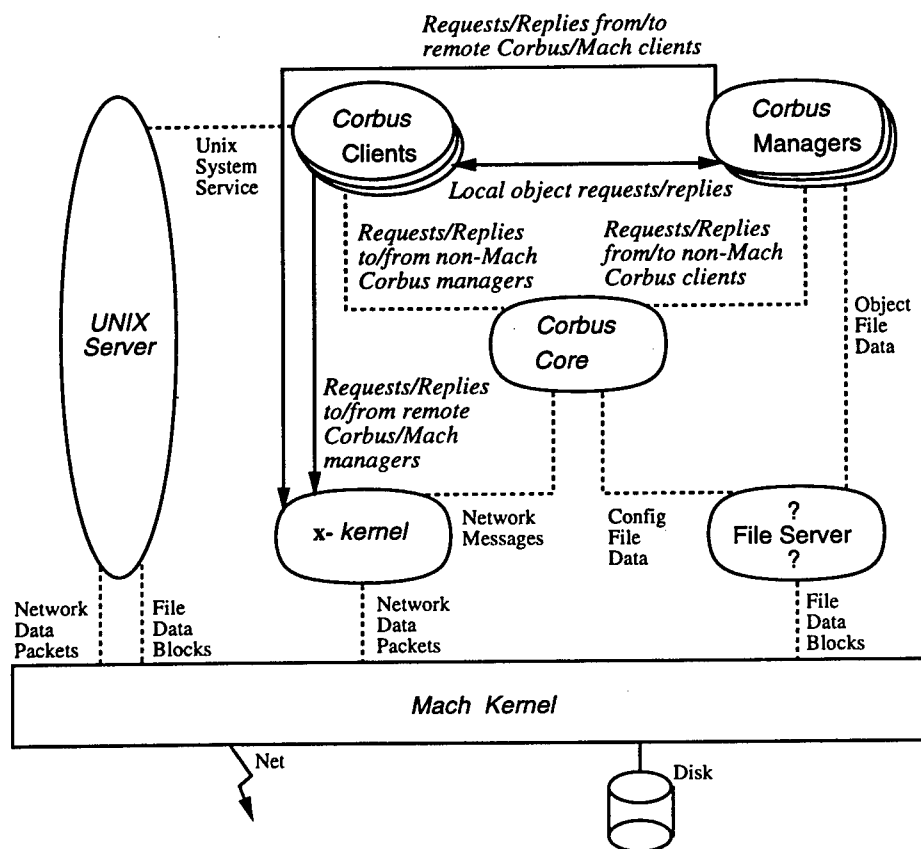 Requests/Replies from/to
remote Corbus/Mach clients
Corbus
Clients
Corbus
Managers
Unix
System
Service
Local object requests/replies
Requests/Replies
to/from non-Mach
Corbus managers
Requests/Replies
from/to non-Mach
Corbus clients
UNIX
Server
Corbus
Core
Object
File
Data
Requests/Replies
to/from remote
Corbus/Mach
managers
x- kernel
Network
Messages
Config
File
Data
?
File Server
?
Network
Data
Packets
File
Data
Blocks
Network
Data
Packets
File
Data
Blocks
Mach Kernel
Net
Disk